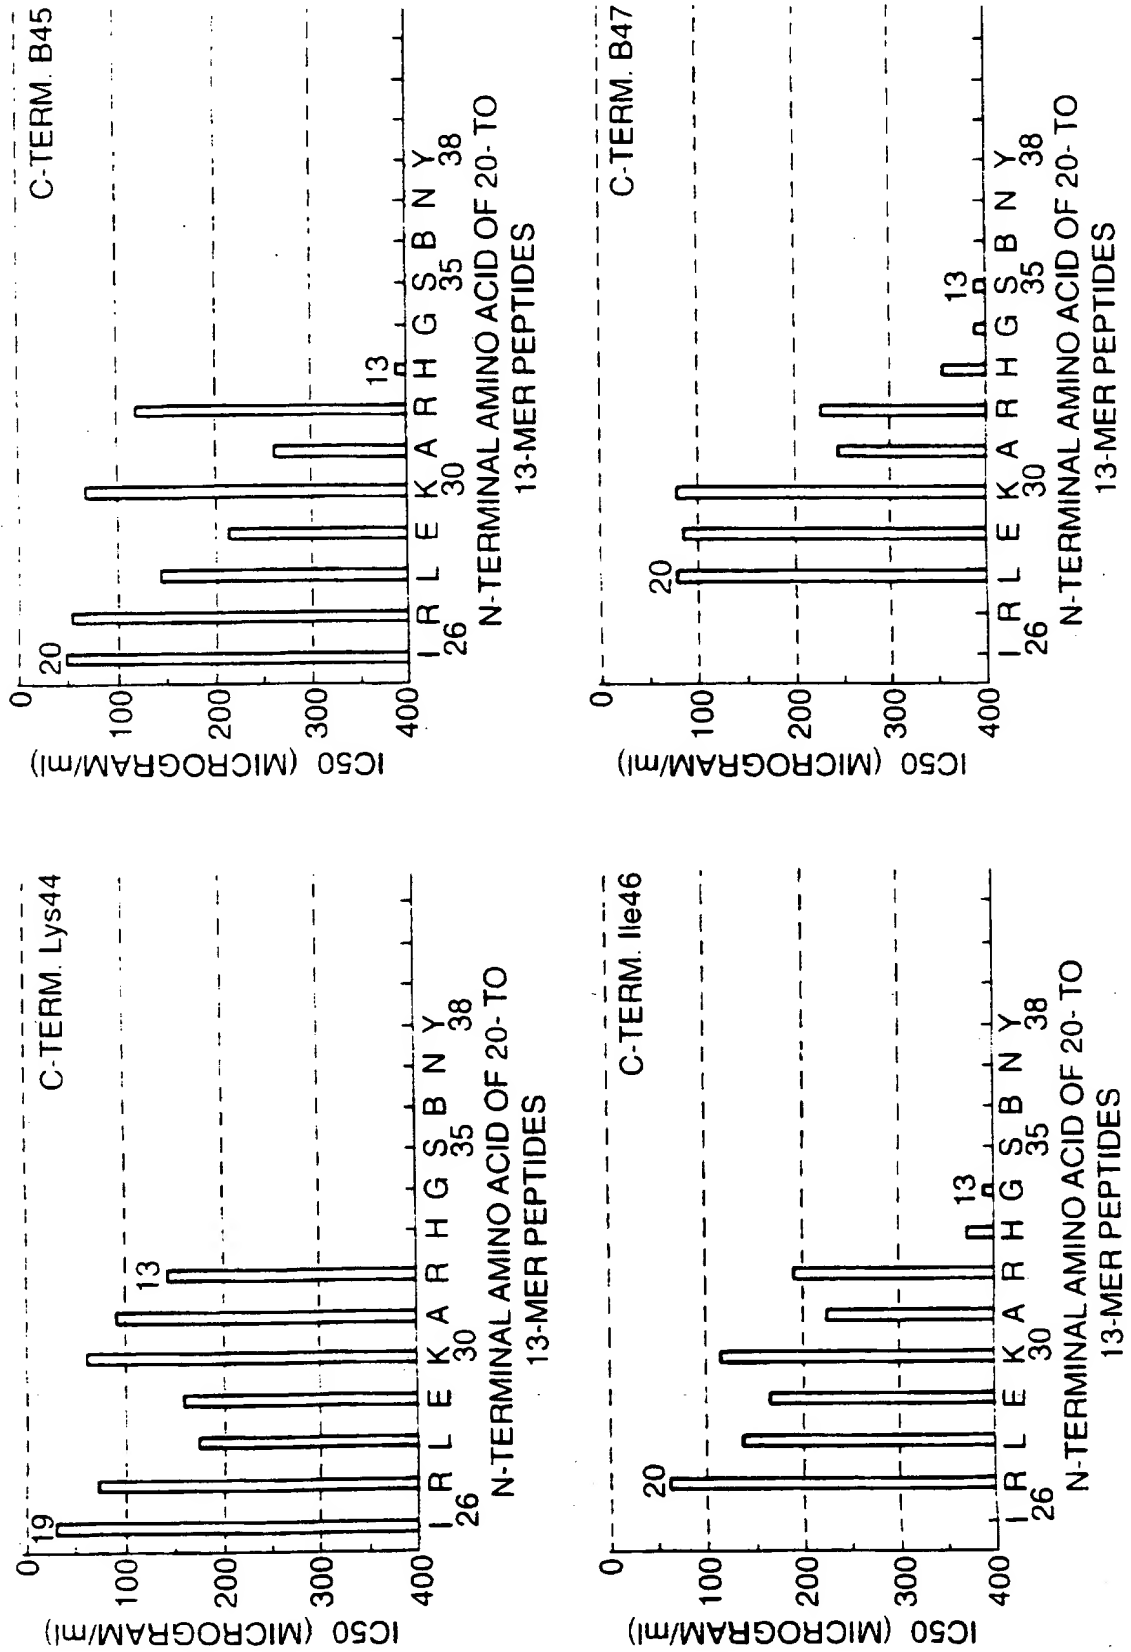 C-TERM. Lys44
0
100
200
300
400
IC50 (MICROGRAM/ml)
19
13
I R L E K A R H G S B N Y
26 30 35 38
N-TERMINAL AMINO ACID OF 20- TO
13-MER PEPTIDES
C-TERM. B45
0
100
200
300
400
IC50 (MICROGRAM/ml)
20
13
I R L E K A R H G S B N Y
26 30 35 38
N-TERMINAL AMINO ACID OF 20- TO
13-MER PEPTIDES
C-TERM. Ile46
0
100
200
300
400
IC50 (MICROGRAM/ml)
20
13
I R L E K A R H G S B N Y
26 30 35 38
N-TERMINAL AMINO ACID OF 20- TO
13-MER PEPTIDES
C-TERM. B47
0
100
200
300
400
IC50 (MICROGRAM/ml)
20
13
I R L E K A R H G S B N Y
26 30 35 38
N-TERMINAL AMINO ACID OF 20- TO
13-MER PEPTIDES